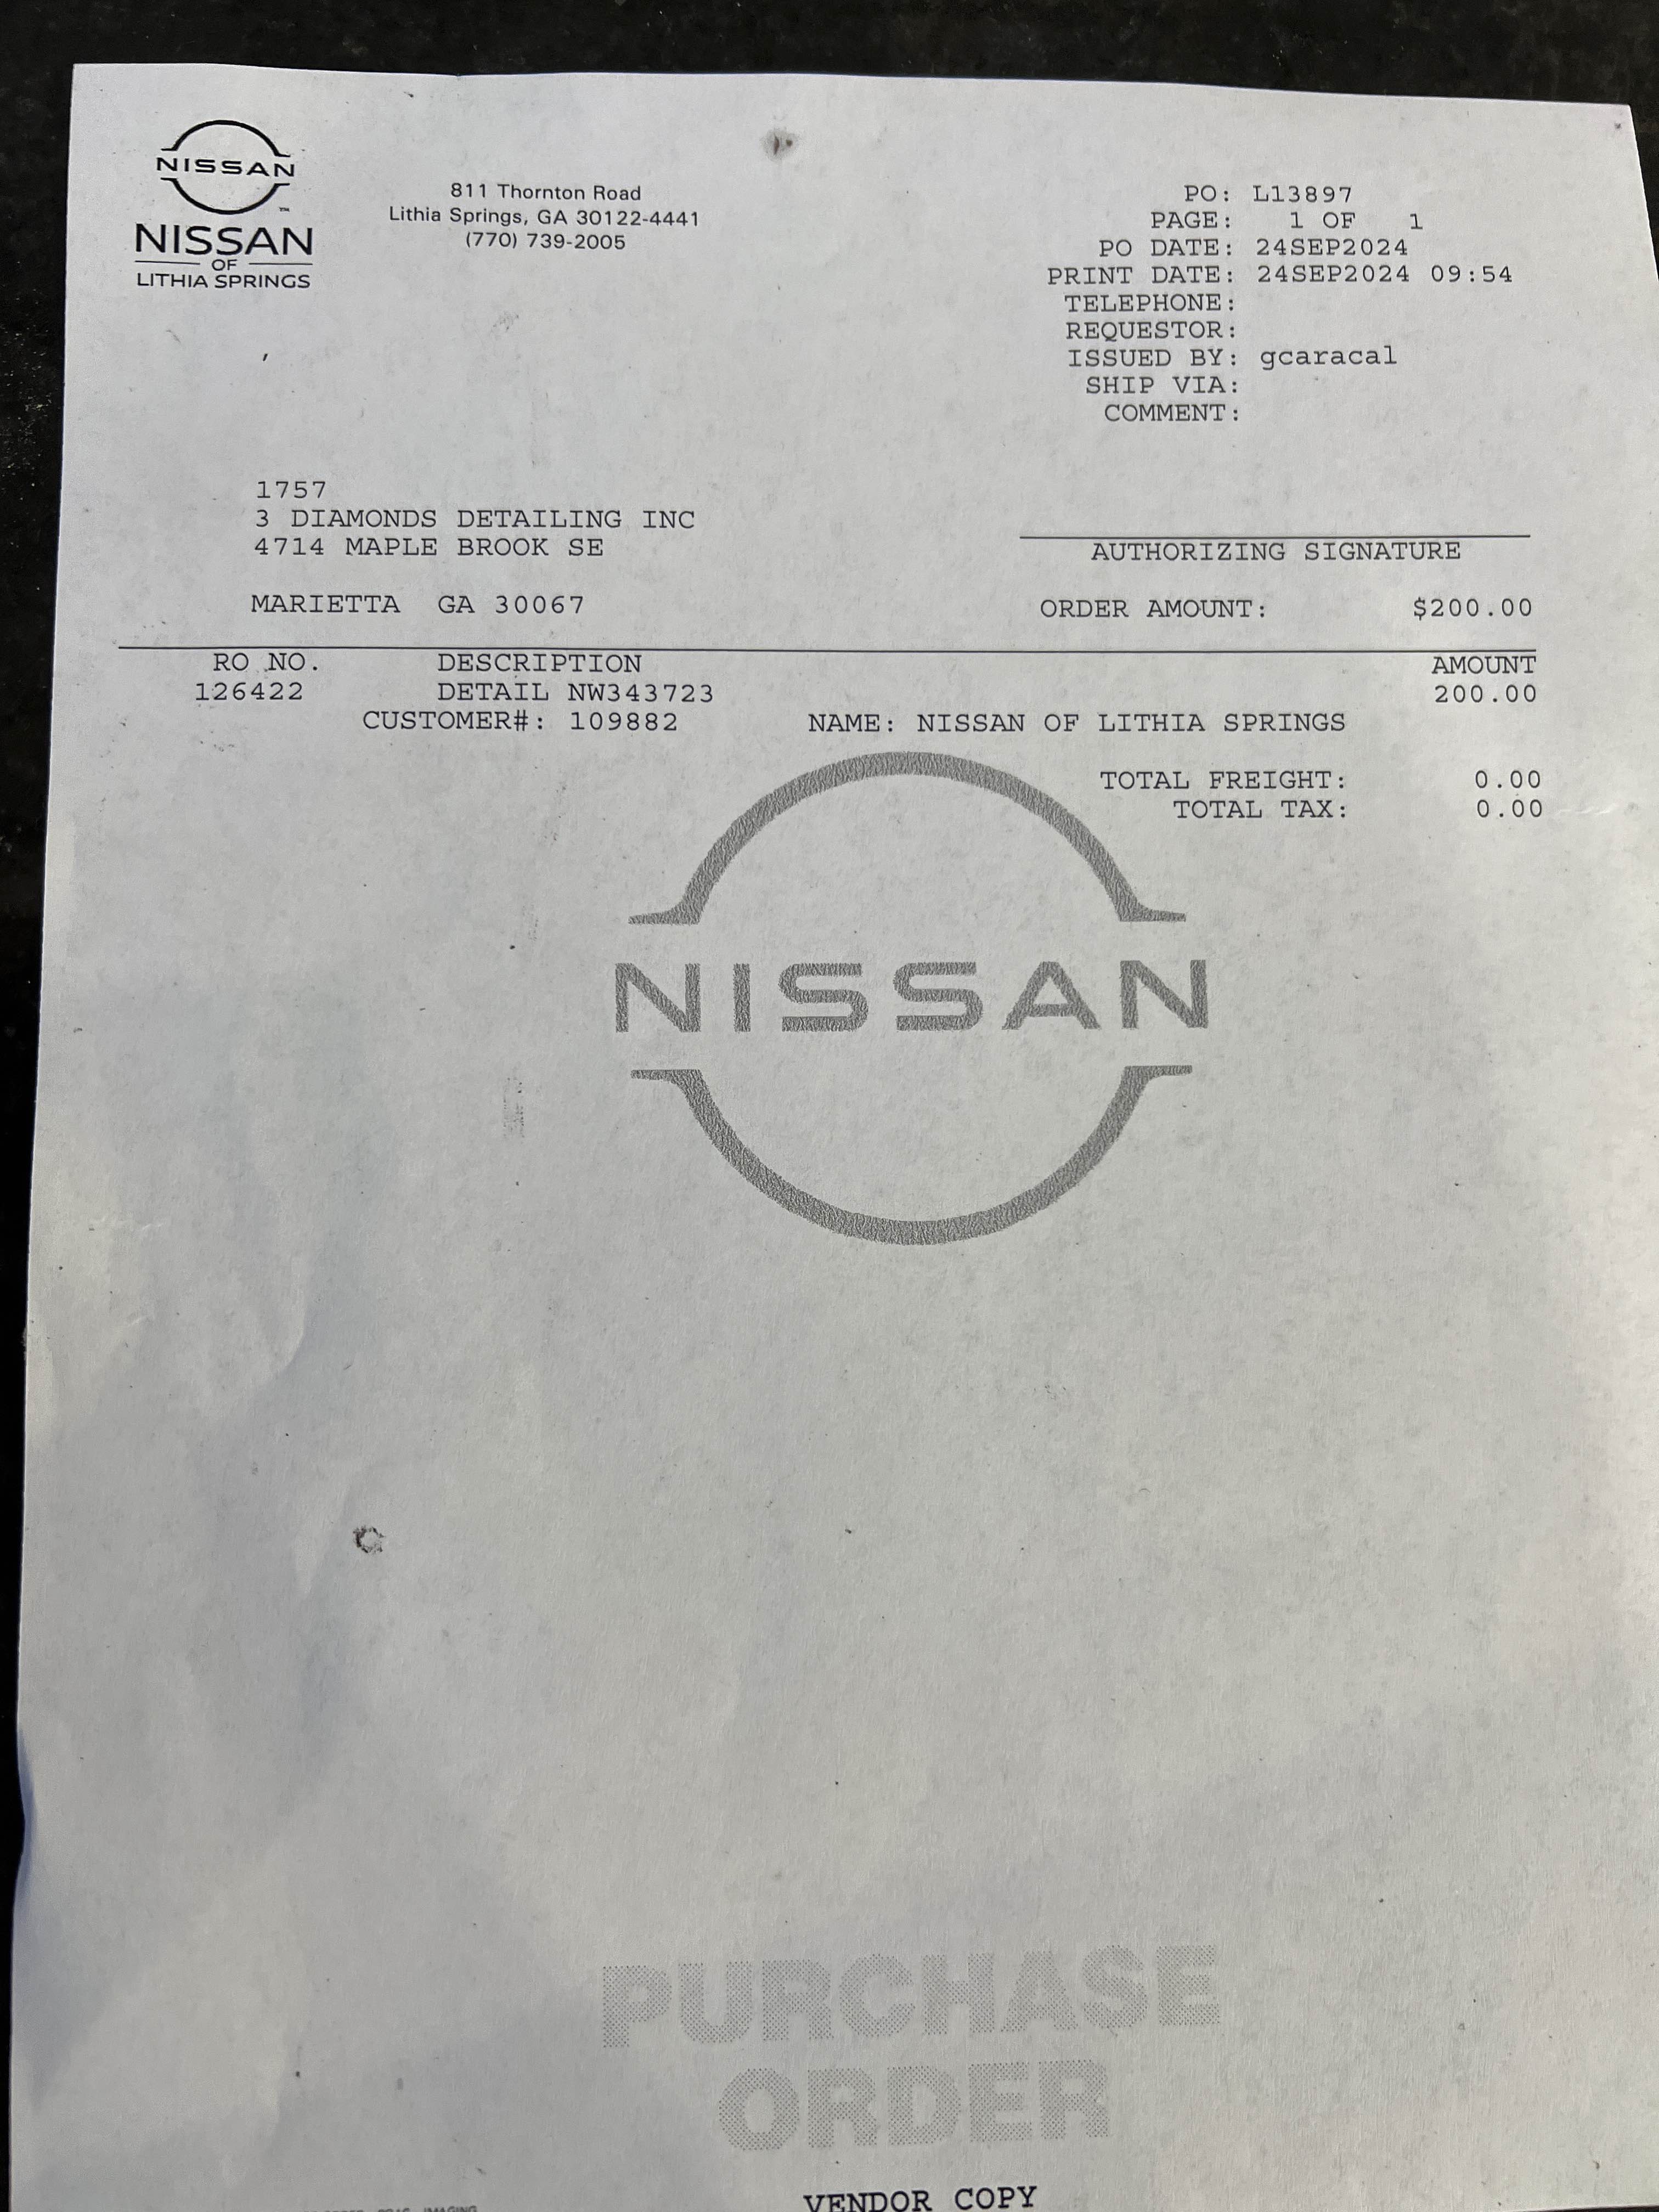 NISSAN
NISSAN
OF
LITHIA SPRINGS
811 Thornton Road
Lithia Springs, GA 30122-4441
(770) 739-2005
PO: L13897
PAGE: 1 OF 1
PO DATE: 24SEP2024
PRINT DATE: 24SEP2024 09:54
TELEPHONE:
REQUESTOR:
ISSUED BY: gcaracal
SHIP VIA:
COMMENT:
1757
3 DIAMONDS DETAILING INC
4714 MAPLE BROOK SE
MARIETTA GA 30067
AUTHORIZING SIGNATURE
ORDER AMOUNT: $200.00
RO NO. DESCRIPTION AMOUNT
126422 DETAIL NW343723 200.00
CUSTOMER#: 109882 NAME: NISSAN OF LITHIA SPRINGS
TOTAL FREIGHT: 0.00
TOTAL TAX: 0.00
NISSAN
PURCHASE
ORDER
VENDOR COPY